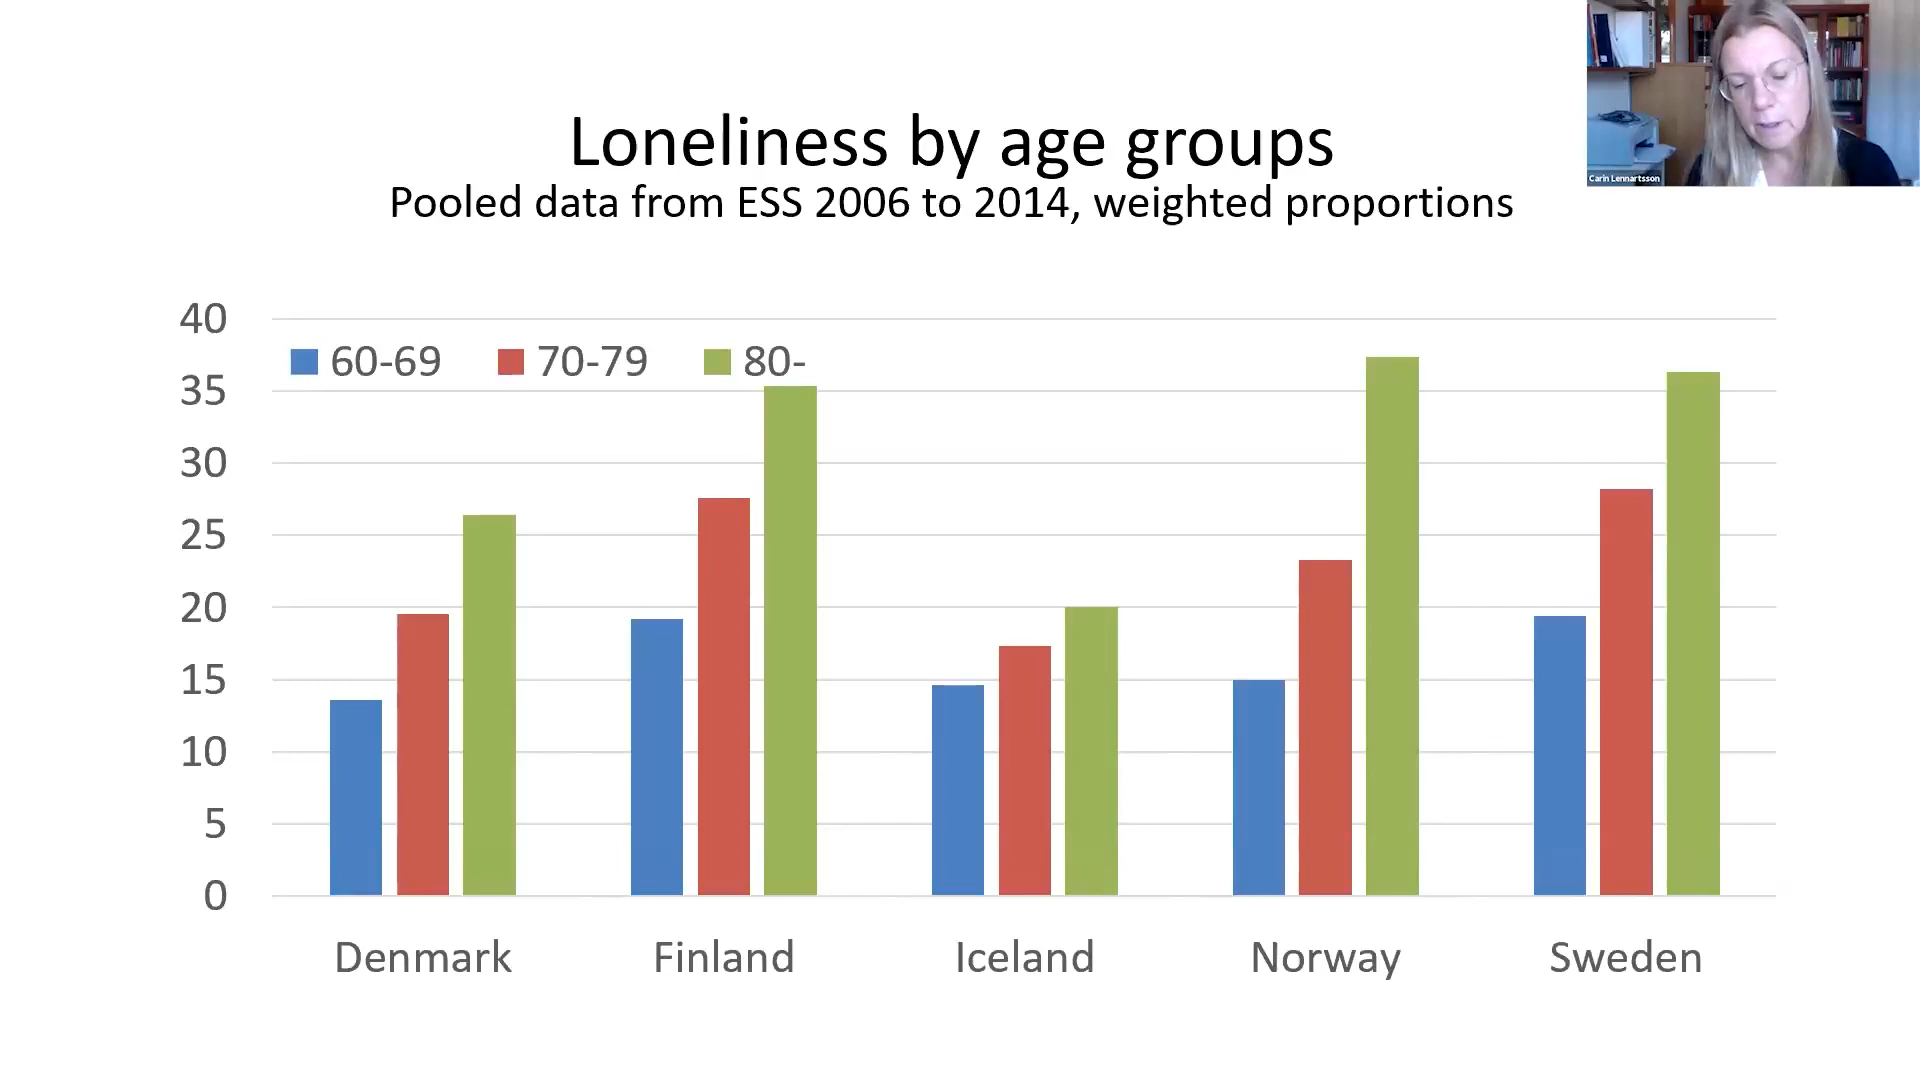 Loneliness by age groups
Pooled data from ESS 2006 to 2014, weighted proportions
Carin Lennartsson
40
60-69 70-79 80-
35
30
25
20
15
10
5
0
Denmark Finland Iceland Norway Sweden